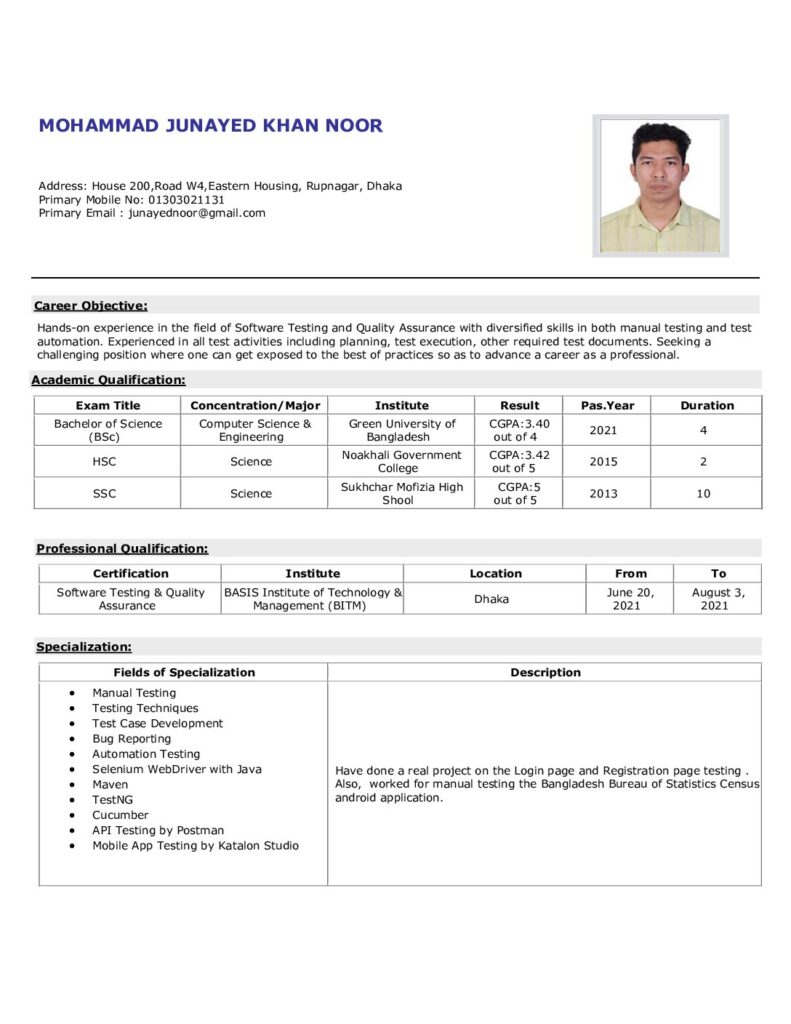 MOHAMMAD JUNAYED KHAN NOOR
Address: House 200,Road W4,Eastern Housing, Rupnagar, Dhaka
Primary Mobile No: 01303021131
Primary Email : junayednoor@gmail.com
Career Objective:
Hands-on experience in the field of Software Testing and Quality Assurance with diversified skills in both manual testing and test
automation. Experienced in all test activities including planning, test execution, other required test documents. Seeking a
challenging position where one can get exposed to the best of practices so as to advance a career as a professional.
Academic Qualification:
Exam Title Concentration/Major Institute Result Pas.Year Duration
Bachelor of Science Computer Science & Green University of CGPA:3.40
(BSc) Engineering Bangladesh out of 4 2021 4
HSC Science Noakhali Government CGPA:3.42 2015 2
College out of 5
SSC Science Sukhchar Mofizia High CGPA:5 2013 10
Shool out of 5
Professional Qualification:
Certification Institute Location From To
Software Testing & Quality BASIS Institute of Technology & Dhaka June 20, August 3,
Assurance Management (BITM) 2021 2021
Specialization:
Fields of Specialization Description
• Manual Testing
• Testing Techniques
• Test Case Development
• Bug Reporting
• Automation Testing
• Selenium WebDriver with Java
• Maven
• TestNG
• Cucumber
• API Testing by Postman
• Mobile App Testing by Katalon Studio
Have done a real project on the Login page and Registration page testing .
Also, worked for manual testing the Bangladesh Bureau of Statistics Census
android application.